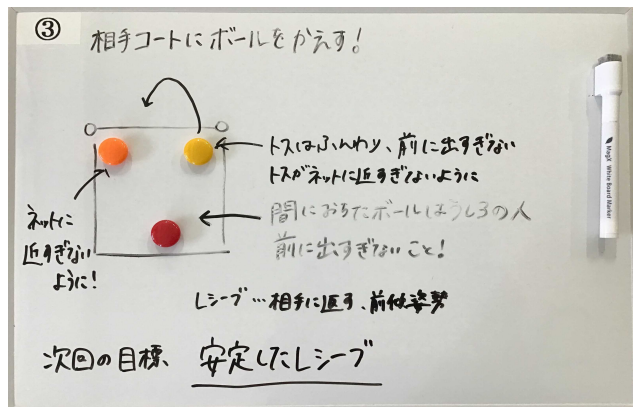 ③
相手コートにボールをかえす!
トスはふんわり、前に出すぎない
トスがネットに近すぎないように
ネットに
近すぎない
ように!
間におちたボールはうしろの人
前に出すぎないこと!
レシーブ…相手に返す、前傾姿勢
次回の目標、安定したレシーブ
MagX White Board Marker